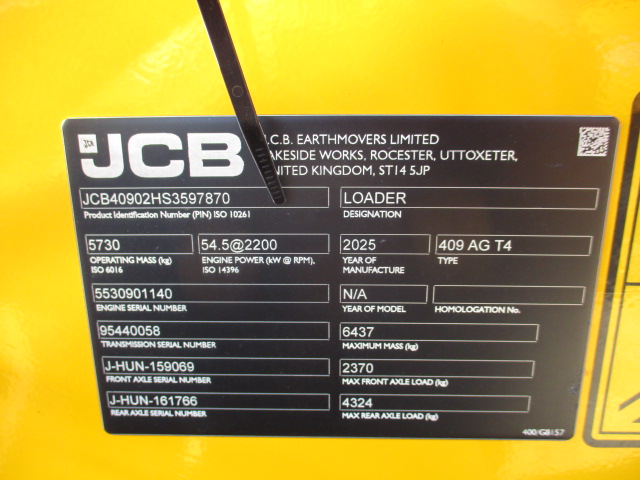 JCB
J.C.B. EARTHMOVERS LIMITED
LAKESIDE WORKS, ROCESTER, UTTOXETER,
UNITED KINGDOM, ST14 5JP
JCB40902HS3597870
Product Identification Number (PIN) ISO 10261
LOADER
DESIGNATION
5730
OPERATING MASS (kg)
ISO 6016
54.5@2200
ENGINE POWER (kW @ RPM),
ISO 14396
2025
YEAR OF
MANUFACTURE
409 AG T4
TYPE
5530901140
ENGINE SERIAL NUMBER
N/A
YEAR OF MODEL
HOMOLOGATION No.
95440058
TRANSMISSION SERIAL NUMBER
6437
MAXIMUM MASS (kg)
J-HUN-159069
FRONT AXLE SERIAL NUMBER
2370
MAX FRONT AXLE LOAD (kg)
J-HUN-161766
REAR AXLE SERIAL NUMBER
4324
MAX REAR AXLE LOAD (kg)
400/G8157